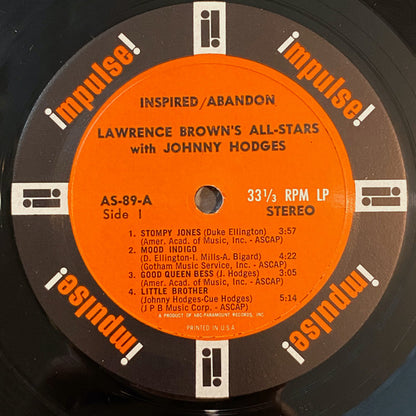 impulse!
impulse!
impulse!
impulse!
INSPIRED/ABANDON
LAWRENCE BROWN'S ALL-STARS
with JOHNNY HODGES
AS-89-A
Side 1
33⅓ RPM LP
STEREO
1. STOMPY JONES (Duke Ellington) 3:57
(Amer. Acad. of Music, Inc. - ASCAP)
2. MOOD INDIGO
(D. Ellington-I. Mills-A. Bigard) 4:22
(Gotham Music Service, Inc. - ASCAP)
3. GOOD QUEEN BESS (J. Hodges) 3:05
(Amer. Acad. of Music, Inc. - ASCAP)
4. LITTLE BROTHER
(Johnny Hodges-Cue Hodges) 5:14
(J P B Music Corp. - ASCAP)
A PRODUCT OF ABC-PARAMOUNT RECORDS, INC.
PRINTED IN U.S.A.